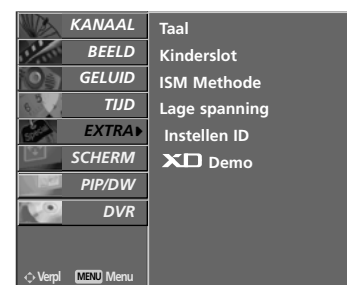 KANAAL
BEELD
GELUID
TIJD
EXTRA
SCHERM
PIP/DW
DVR
Verpl MENU Menu
Taal
Kinderslot
ISM Methode
Lage spanning
Instellen ID
XD Demo